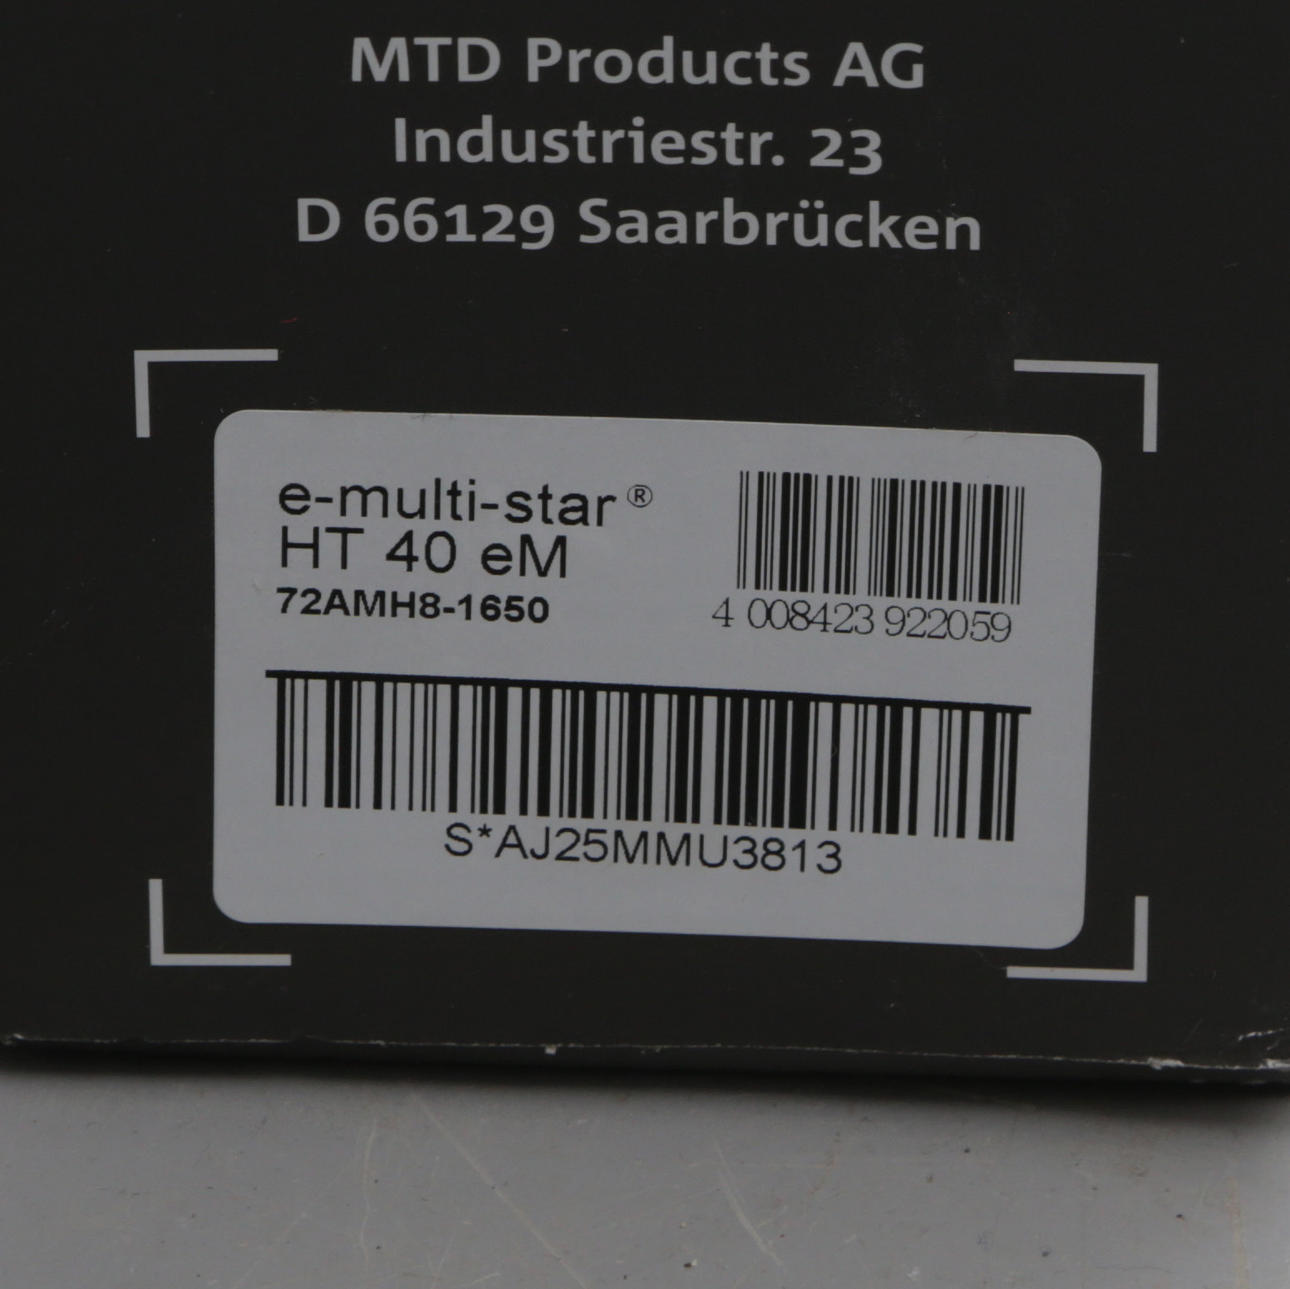 MTD Products AG
Industriestr. 23
D 66129 Saarbrücken
e-multi-star®
HT 40 eM
72AMH8-1650
4 008423 922059
S*AJ25MMU3813